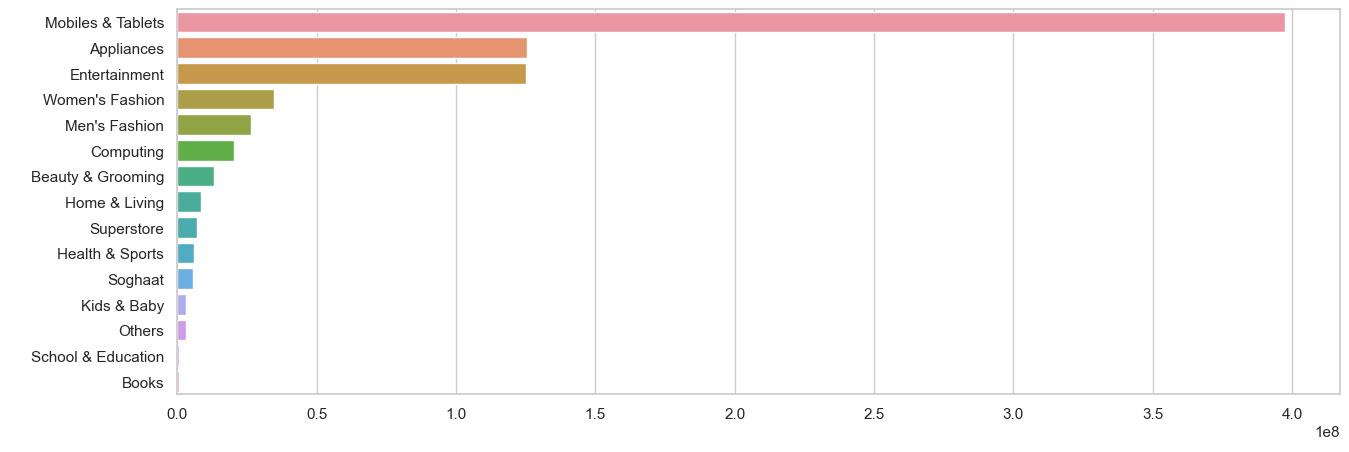 Mobiles & Tablets
Appliances
Entertainment
Women's Fashion
Men's Fashion
Computing
Beauty & Grooming
Home & Living
Superstore
Health & Sports
Soghaat
Kids & Baby
Others
School & Education
Books
0.0 0.5 1.0 1.5 2.0 2.5 3.0 3.5 4.0
1e8